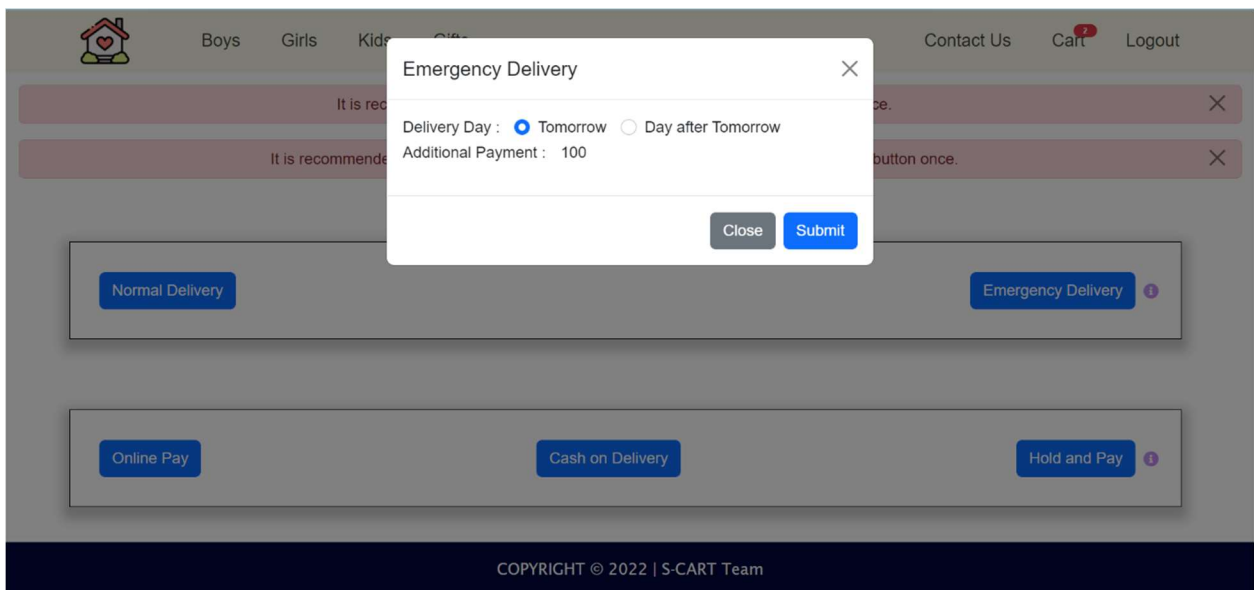 Boys Girls Kids Contact Us Cart 2 Logout
Emergency Delivery
It is rec
Delivery Day : Tomorrow Day after Tomorrow
It is recommende button once.
Additional Payment : 100
Close Submit
Normal Delivery Emergency Delivery
Online Pay Cash on Delivery Hold and Pay
COPYRIGHT © 2022 | S-CART Team